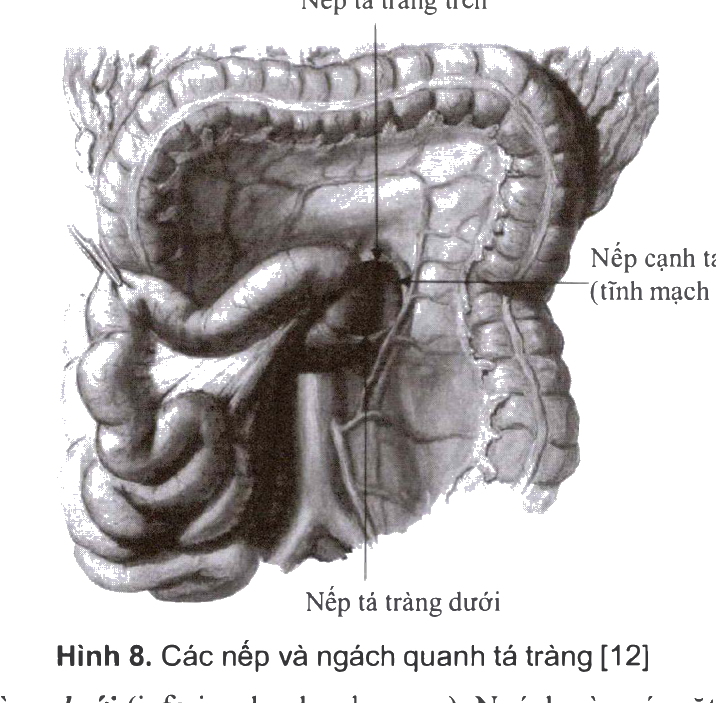 Nếp tá tràng trên
Nếp cạnh tá
(tĩnh mạch
Nếp tá tràng dưới
Hình 8. Các nếp và ngách quanh tá tràng [12]